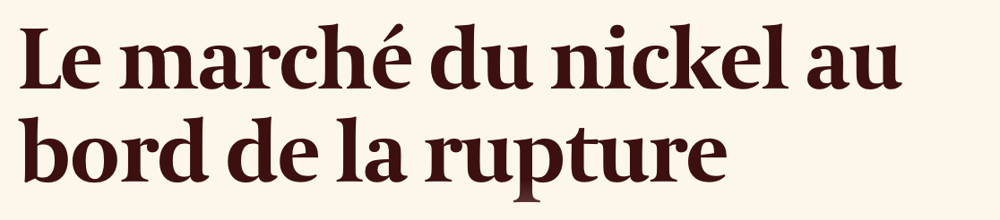 Le marché du nickel au
bord de la rupture